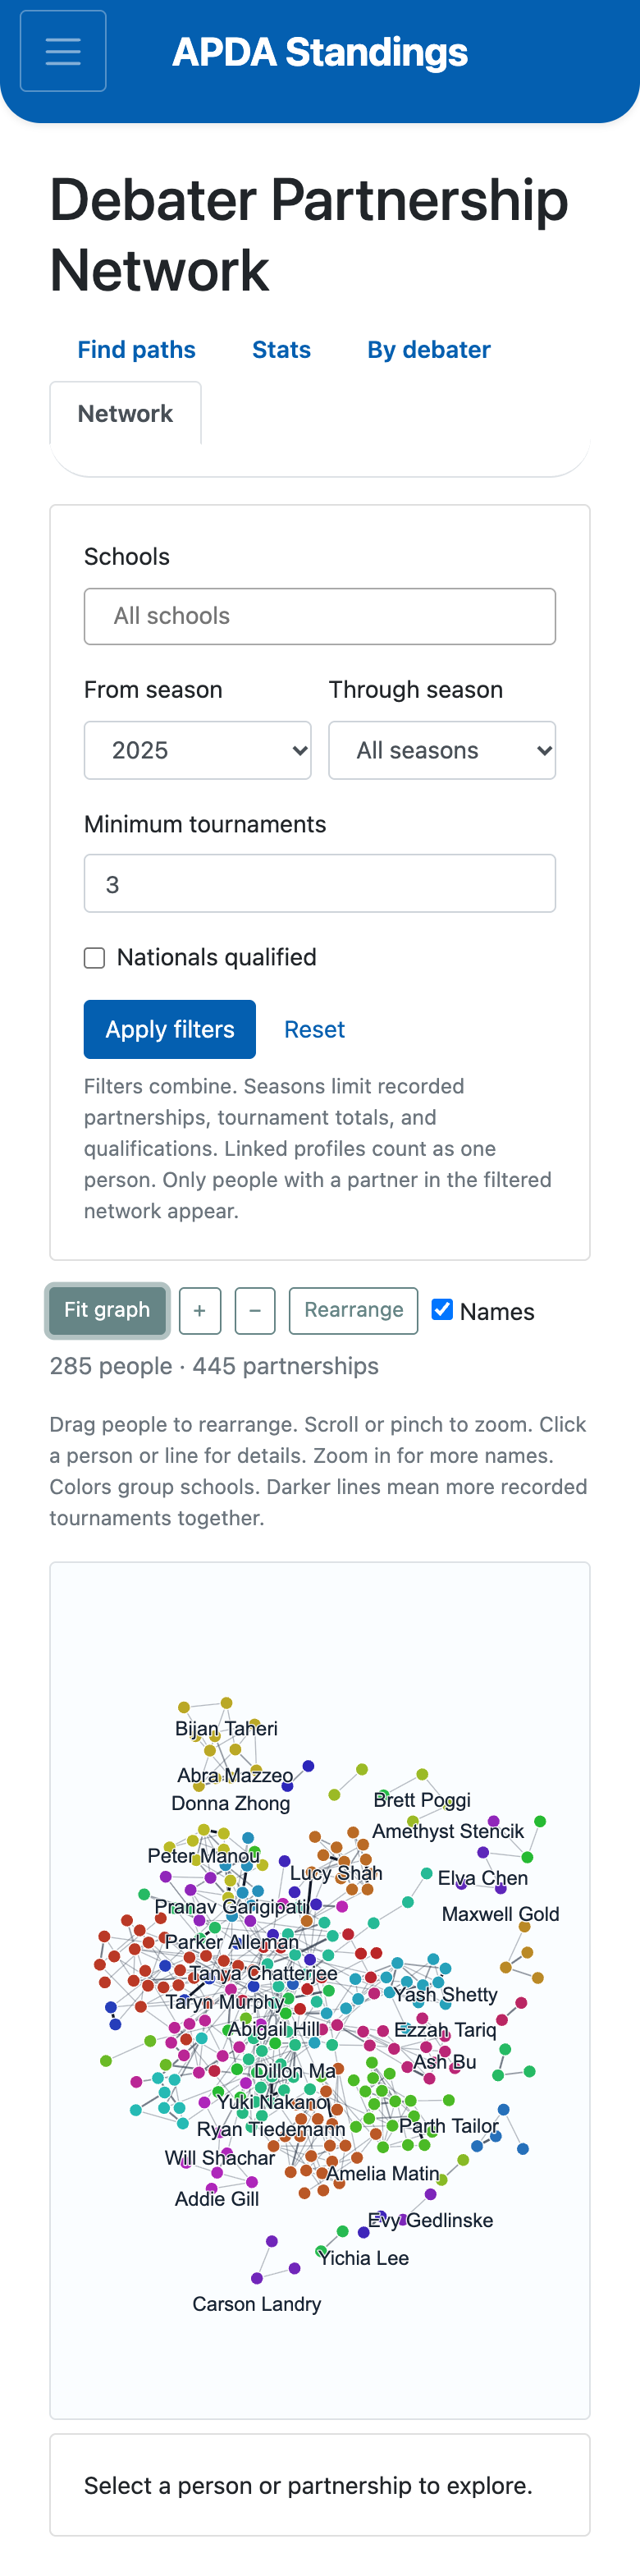 APDA Standings
Debater Partnership
Network
Find paths
Stats
By debater
Network
Schools
All schools
From season
Through season
2025
All seasons
Minimum tournaments
3
Nationals qualified
Apply filters
Reset
Filters combine. Seasons limit recorded
partnerships, tournament totals, and
qualifications. Linked profiles count as one
person. Only people with a partner in the filtered
network appear.
Fit graph
+
−
Rearrange
Names
285 people · 445 partnerships
Drag people to rearrange. Scroll or pinch to zoom. Click
a person or line for details. Zoom in for more names.
Colors group schools. Darker lines mean more recorded
tournaments together.
Bijan Taheri
Abra Mazzeo
Donna Zhong
Brett Poggi
Amethyst Stencik
Peter Manou
Lucy Shah
Elva Chen
Pranav Garigipati
Maxwell Gold
Parker Alleman
Tanya Chatterjee
Yash Shetty
Taryn Murphy
Abigail Hill
Ezzah Tariq
Ash Bu
Dillon Ma
Yuki Nakano
Parth Tailor
Ryan Tiedemann
Will Shachar
Amelia Matin
Addie Gill
Evy Gedlinske
Yichia Lee
Carson Landry
Select a person or partnership to explore.